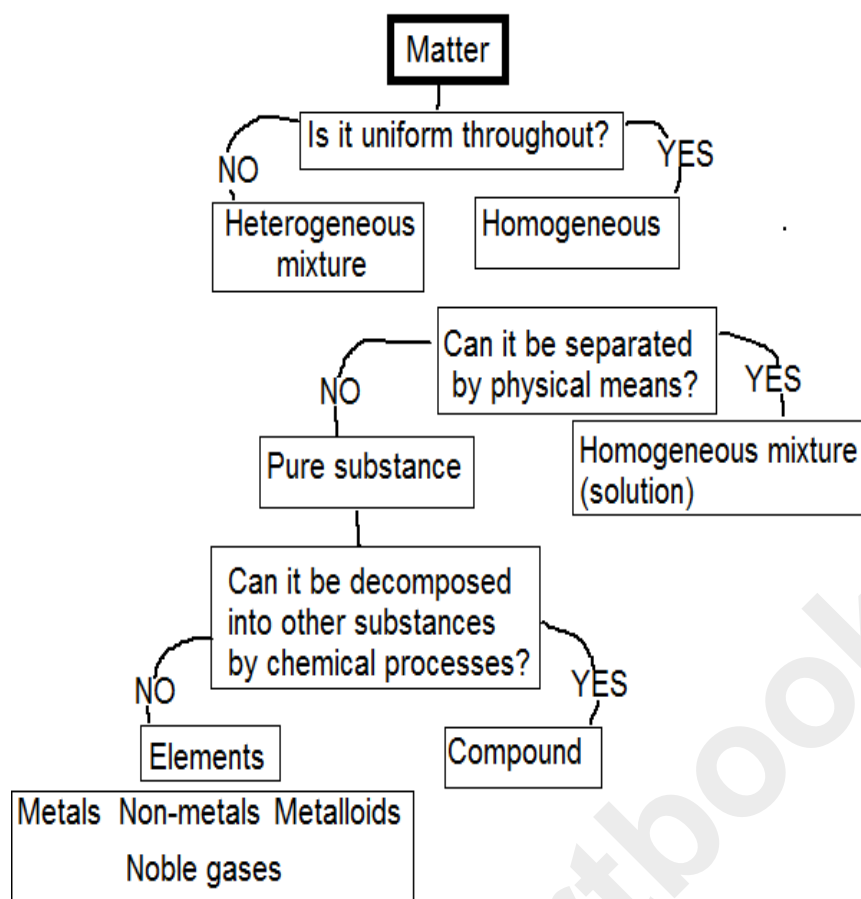 Matter
Is it uniform throughout?
NO
YES
Heterogeneous
mixture
Homogeneous
Can it be separated
by physical means?
NO
YES
Pure substance
Homogeneous mixture
(solution)
Can it be decomposed
into other substances
by chemical processes?
NO
YES
Elements
Compound
Metals Non-metals Metalloids
Noble gases